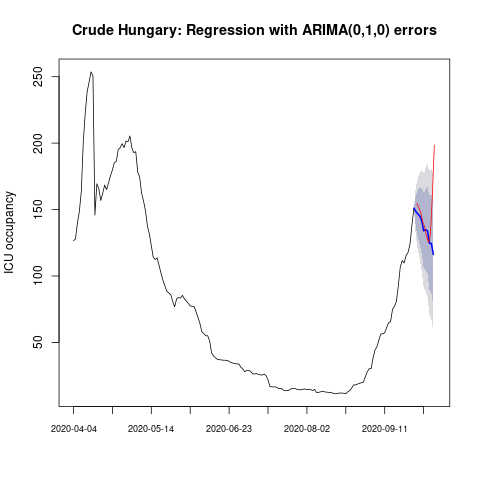 Crude Hungary: Regression with ARIMA(0,1,0) errors
ICU occupancy
250
200
150
100
50
2020-04-04 2020-05-14 2020-06-23 2020-08-02 2020-09-11